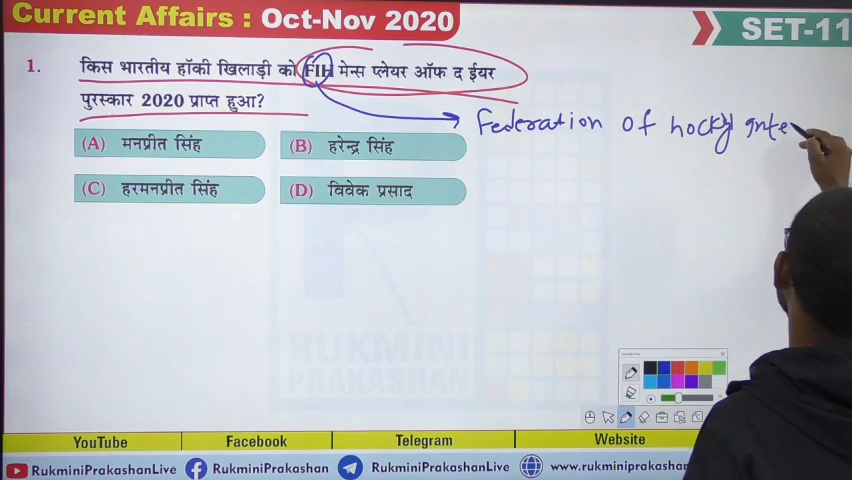 Current Affairs : Oct-Nov 2020
SET-11
1. किस भारतीय हॉकी खिलाड़ी को FIH मेन्स प्लेयर ऑफ द ईयर
पुरस्कार 2020 प्राप्त हुआ?
Federation of hocky inte
(A) मनप्रीत सिंह
(B) हरेन्द्र सिंह
(C) हरमनप्रीत सिंह
(D) विवेक प्रसाद
RUKMINI
PRAKASHAN
YouTube Facebook Telegram Website
RukminiPrakashanLive RukminiPrakashan RukminiPrakashanLive www.rukminipraka